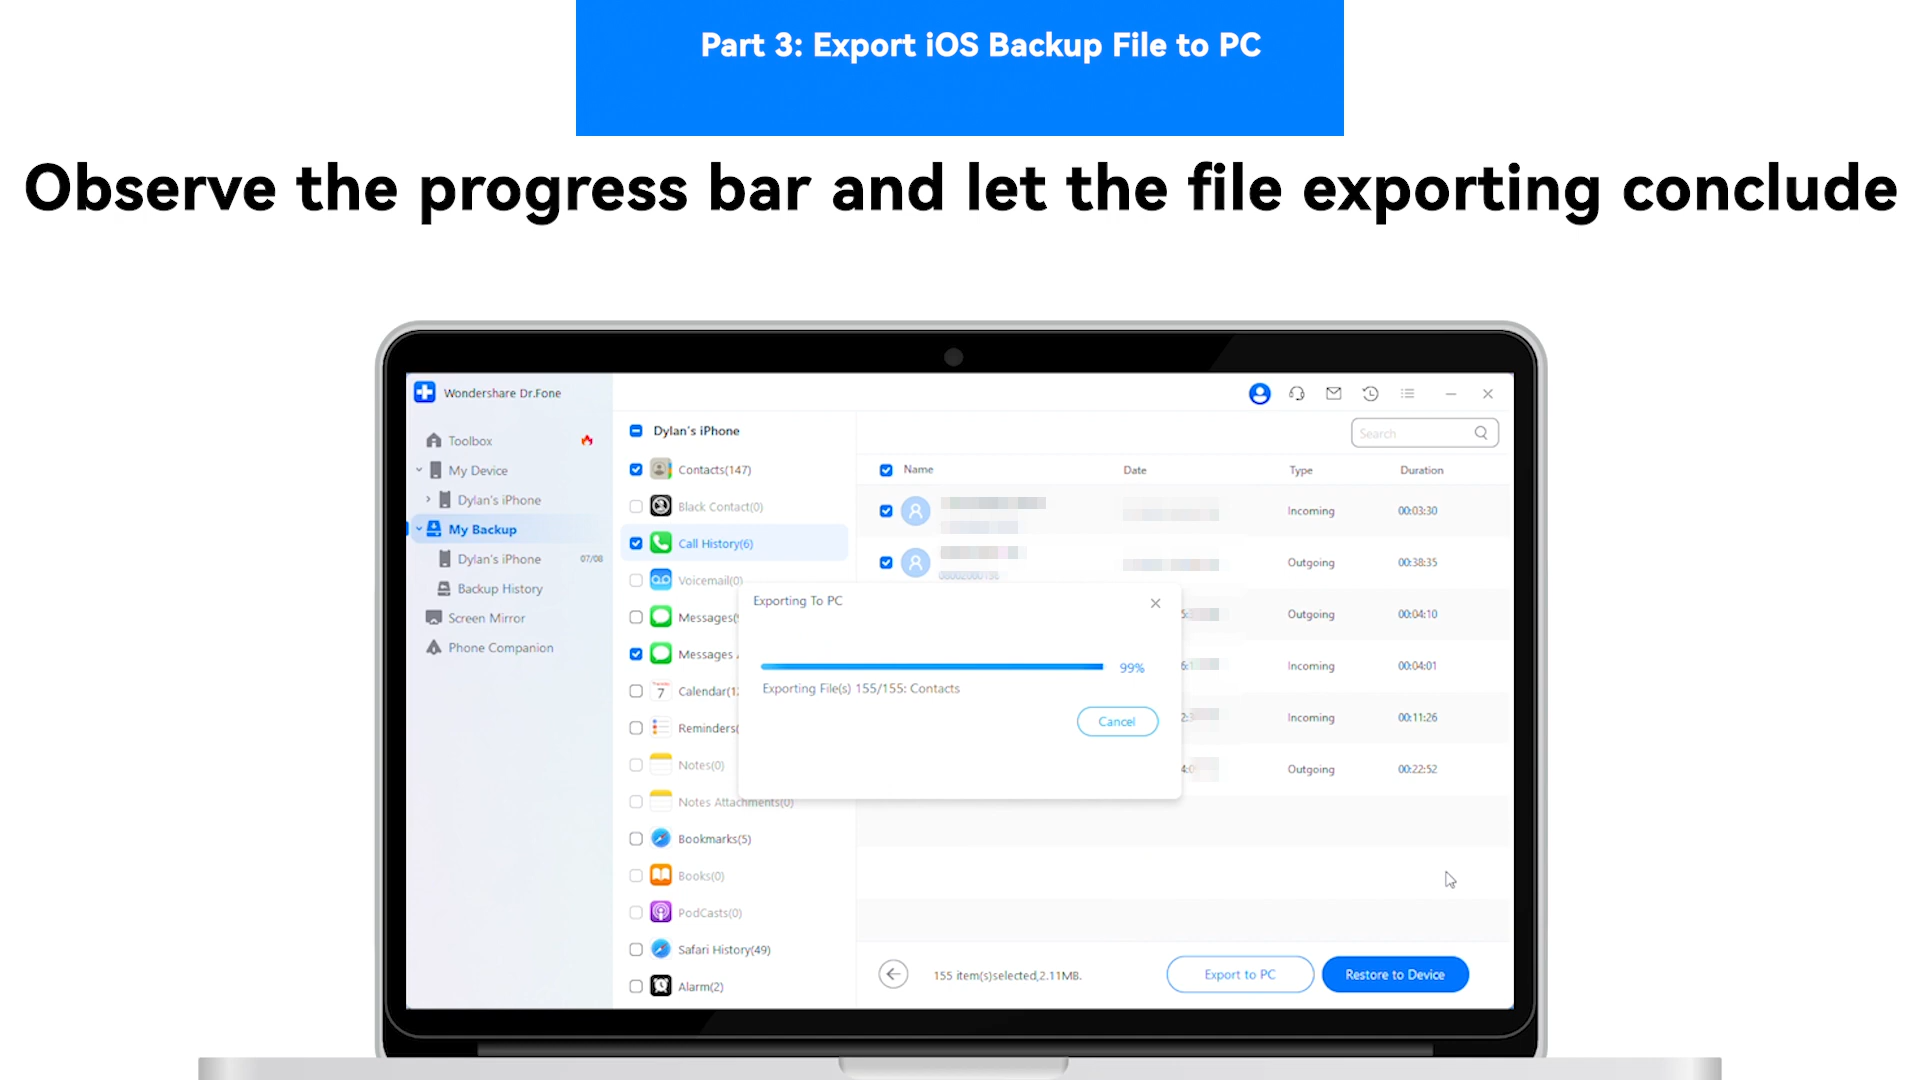 Part 3: Export iOS Backup File to PC
Observe the progress bar and let the file exporting conclude
Wondershare Dr.Fone
Toolbox
My Device
Dylan's iPhone
My Backup
Dylan's iPhone 07/08
Backup History
Screen Mirror
Phone Companion
Dylan's iPhone
Contacts(147)
Black Contact(0)
Call History(6)
Voicemail(0)
Messages(
Messages
Calendar(1
7
Reminders(
Notes(0)
Notes Attachments(0)
Bookmarks(5)
Books(0)
PodCasts(0)
Safari History(49)
Alarm(2)
Search
Name Date Type Duration
Incoming 00:03:30
Outgoing 00:38:35
Outgoing 00:04:10
Incoming 00:04:01
Incoming 00:11:26
Outgoing 00:22:52
Exporting To PC
99%
Exporting File(s) 155/155: Contacts
Cancel
155 item(s)selected,2.11MB.
Export to PC
Restore to Device